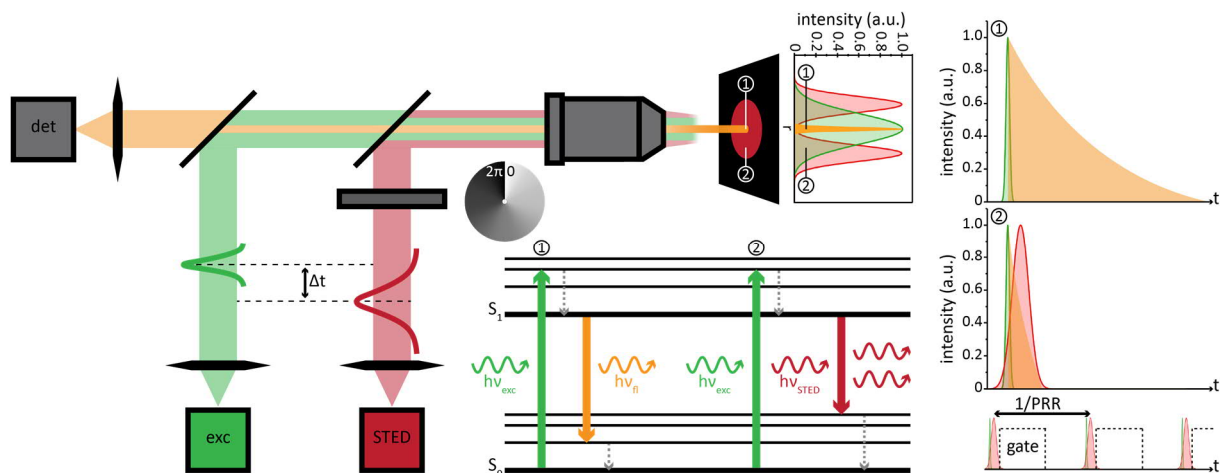 det
exc
STED
Δt
2π 0
intensity (a.u.)
0 0.2 0.4 0.6 0.8 1.0
r
①
②
①
②
①
②
S1
S0
hνexc
hνfl
hνexc
hνSTED
①
intensity (a.u.)
1.0
0.8
0.6
0.4
0.2
0
t
②
intensity (a.u.)
1.0
0.8
0.6
0.4
0.2
0
t
1/PRR
gate
t